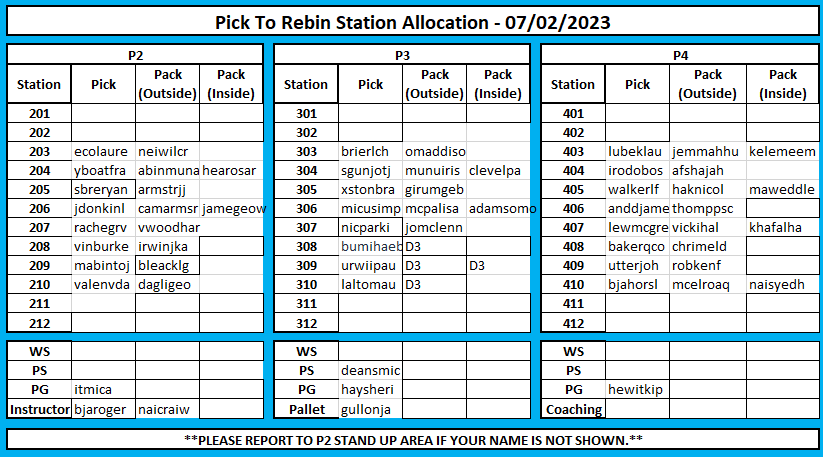 Pick To Rebin Station Allocation - 07/02/2023
P2
Station Pick Pack (Outside) Pack (Inside)
201
202
203 ecolaure neiwilcr
204 yboatfra abinmuna hearosar
205 sbreryan armstrjj
206 jdonkinl camarmsr jamegeow
207 rachegrv vwoodhar
208 vinburke irwinjka
209 mabintoj bleacklg
210 valenvda dagligeo
211
212
WS
PS
PG itmica
Instructor bjaroger naicraiw
P3
Station Pick Pack (Outside) Pack (Inside)
301
302
303 brierlch omaddiso
304 sgunjotj muniris clevelpa
305 xstonbra girumgeb
306 micusimp mcpalisa adamsomo
307 nicparki jomclenn
308 bumihaeb D3
309 urwiipau D3 D3
310 laltomau D3
311
312
WS
PS deansmic
PG haysheri
Pallet gullonja
P4
Station Pick Pack (Outside) Pack (Inside)
401
402
403 lubeklau jemmahhu kelemeem
404 irodobos afshajah
405 walkerlf haknicol maweddle
406 anddjame thomppsc
407 lewmcgre vickihal khafalha
408 bakerqco chrimeld
409 utterjoh robkenf
410 bjahorsl mcelroaq naisyedh
411
412
WS
PS
PG hewitkip
Coaching
**PLEASE REPORT TO P2 STAND UP AREA IF YOUR NAME IS NOT SHOWN.**